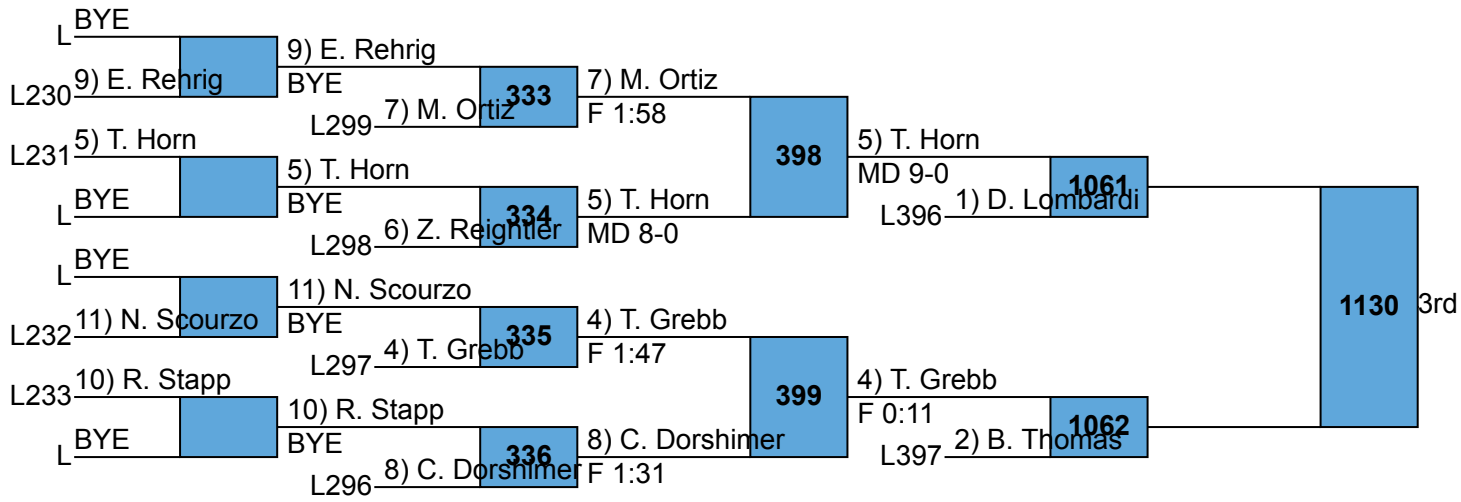 L BYE
9) E. Rehrig
L230 9) E. Rehrig
BYE
333
7) M. Ortiz
L299 7) M. Ortiz
F 1:58
L231 5) T. Horn
398
5) T. Horn
5) T. Horn
MD 9-0
1061
L BYE
BYE
334
5) T. Horn
L396 1) D. Lombardi
L298 6) Z. Reightler
MD 8-0
L BYE
11) N. Scourzo
L232 11) N. Scourzo
BYE
335
4) T. Grebb
1130
3rd
L297 4) T. Grebb
F 1:47
L233 10) R. Stapp
399
4) T. Grebb
10) R. Stapp
F 0:11
1062
L BYE
BYE
336
8) C. Dorshimer
L397 2) B. Thomas
L296 8) C. Dorshimer
F 1:31